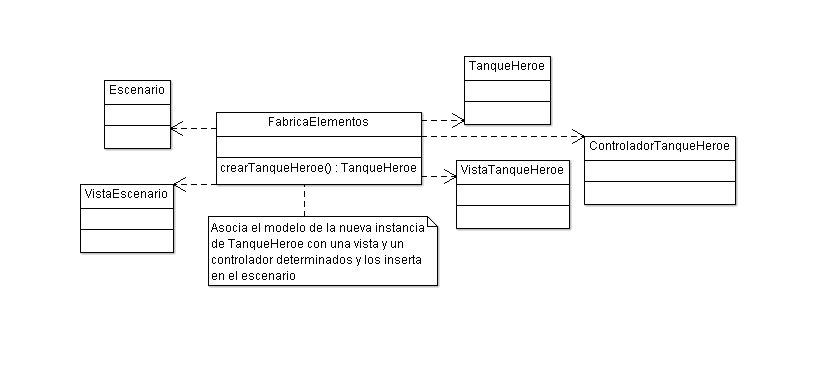 TanqueHeroe
Escenario
FabricaElementos
ControladorTanqueHeroe
crearTanqueHeroe() : TanqueHeroe
VistaTanqueHeroe
VistaEscenario
Asocia el modelo de la nueva instancia
de TanqueHeroe con una vista y un
controlador determinados y los inserta
en el escenario